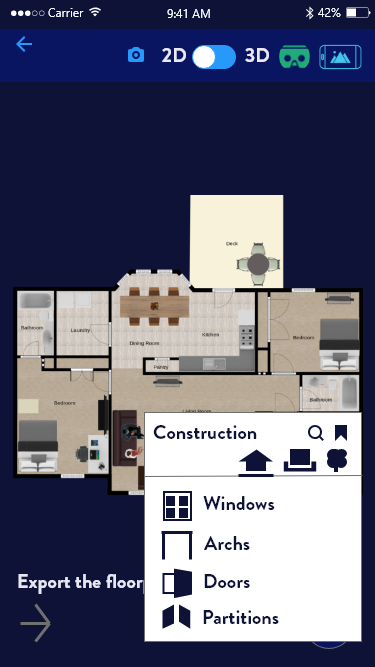 Carrier 9:41 AM 42%
2D 3D
Deck
Bathroom
Laundry
Dining Room
Kitchen
Bedroom
Pantry
Bedroom
Living Room
Bathroom
Construction
Windows
Archs
Doors
Partitions
Export the floor